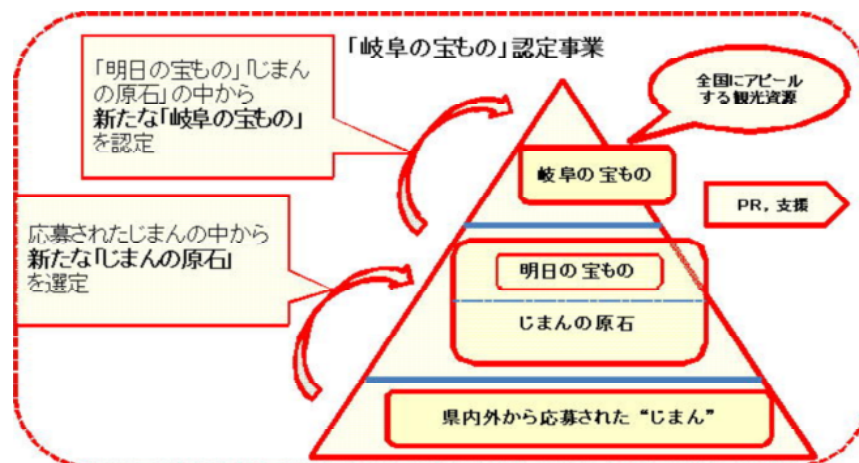 「岐阜の宝もの」認定事業
「明日の宝もの」「じまん
の原石」の中から
新たな「岐阜の宝もの」
を認定
全国にアピール
する観光資源
岐阜の宝もの
PR，支援
応募されたじまんの中から
新たな「じまんの原石」
を選定
明日の宝もの
じまんの原石
県内外から応募された“じまん”